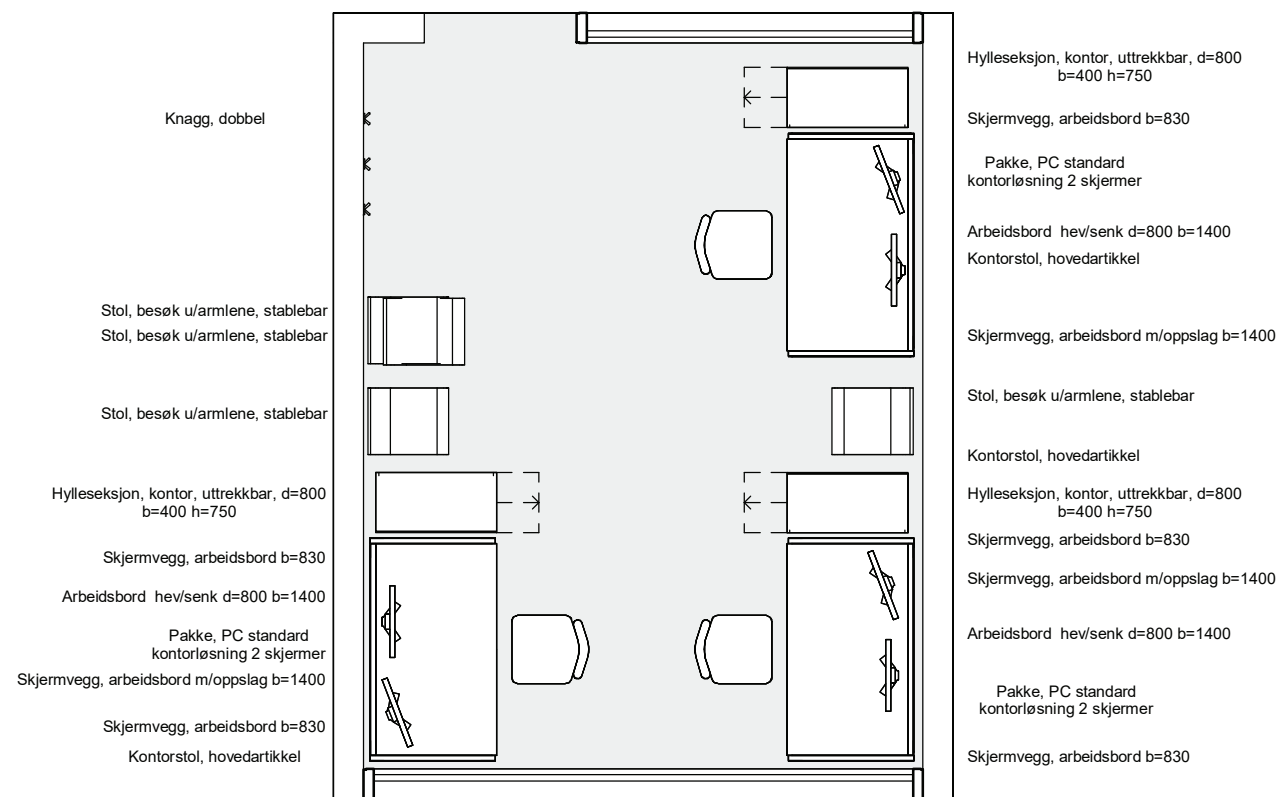 Knagg, dobbel
Stol, besøk u/armlene, stablebar
Stol, besøk u/armlene, stablebar
Stol, besøk u/armlene, stablebar
Hylleseksjon, kontor, uttrekkbar, d=800
b=400 h=750
Skjermvegg, arbeidsbord b=830
Arbeidsbord hev/senk d=800 b=1400
Pakke, PC standard
kontorløsning 2 skjermer
Skjermvegg, arbeidsbord m/oppslag b=1400
Skjermvegg, arbeidsbord b=830
Kontorstol, hovedartikkel
Hylleseksjon, kontor, uttrekkbar, d=800
b=400 h=750
Skjermvegg, arbeidsbord b=830
Pakke, PC standard
kontorløsning 2 skjermer
Arbeidsbord hev/senk d=800 b=1400
Kontorstol, hovedartikkel
Skjermvegg, arbeidsbord m/oppslag b=1400
Stol, besøk u/armlene, stablebar
Kontorstol, hovedartikkel
Hylleseksjon, kontor, uttrekkbar, d=800
b=400 h=750
Skjermvegg, arbeidsbord b=830
Skjermvegg, arbeidsbord m/oppslag b=1400
Arbeidsbord hev/senk d=800 b=1400
Pakke, PC standard
kontorløsning 2 skjermer
Skjermvegg, arbeidsbord b=830